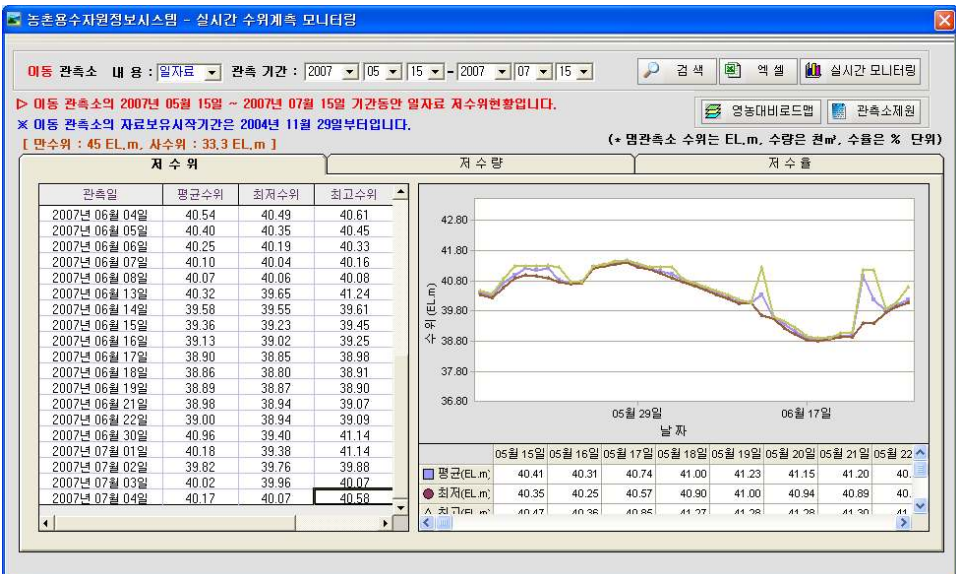 농촌용수자원정보시스템 - 실시간 수위계측 모니터링
이동 관측소 내 용 : 일자료 관측 기간 : 2007 05 15 - 2007 07 15 검 색 엑 셀 실시간 모니터링
▷ 이동 관측소의 2007년 05월 15일 ~ 2007년 07월 15일 기간동안 일자료 저수위현황입니다.
영농대비로드맵 관측소제원
※ 이동 관측소의 자료보유시작기간은 2004년 11월 29일부터입니다.
[ 만수위 : 45 EL.m, 사수위 : 33.3 EL.m ]
(* 댐관측소 수위는 EL.m, 수량은 천㎥, 수율은 % 단위)
저 수 위 저 수 량 저 수 율
관측일 평균수위 최저수위 최고수위
2007년 06월 04일 40.54 40.49 40.61
2007년 06월 05일 40.40 40.35 40.45
2007년 06월 06일 40.25 40.19 40.33
2007년 06월 07일 40.10 40.04 40.16
2007년 06월 08일 40.07 40.06 40.08
2007년 06월 13일 40.32 39.65 41.24
2007년 06월 14일 39.58 39.55 39.61
2007년 06월 15일 39.36 39.23 39.45
2007년 06월 16일 39.13 39.02 39.25
2007년 06월 17일 38.90 38.85 38.98
2007년 06월 18일 38.86 38.80 38.91
2007년 06월 19일 38.89 38.87 38.90
2007년 06월 21일 38.98 38.94 39.07
2007년 06월 22일 39.00 38.94 39.09
2007년 06월 30일 40.96 39.40 41.14
2007년 07월 01일 40.18 39.38 41.14
2007년 07월 02일 39.82 39.76 39.88
2007년 07월 03일 40.02 39.96 40.07
2007년 07월 04일 40.17 40.07 40.58
수 위(EL.m)
42.80
41.80
40.80
39.80
38.80
37.80
36.80
05월 29일 06월 17일
날 짜
05월 15일 05월 16일 05월 17일 05월 18일 05월 19일 05월 20일 05월 21일 05월 22
평균(EL.m) 40.41 40.31 40.74 41.00 41.23 41.15 41.20 40.
최저(EL.m) 40.35 40.25 40.57 40.90 41.00 40.94 40.89 40.
최고(EL.m) 40.47 40.36 40.85 41.27 41.28 41.28 41.30 41.